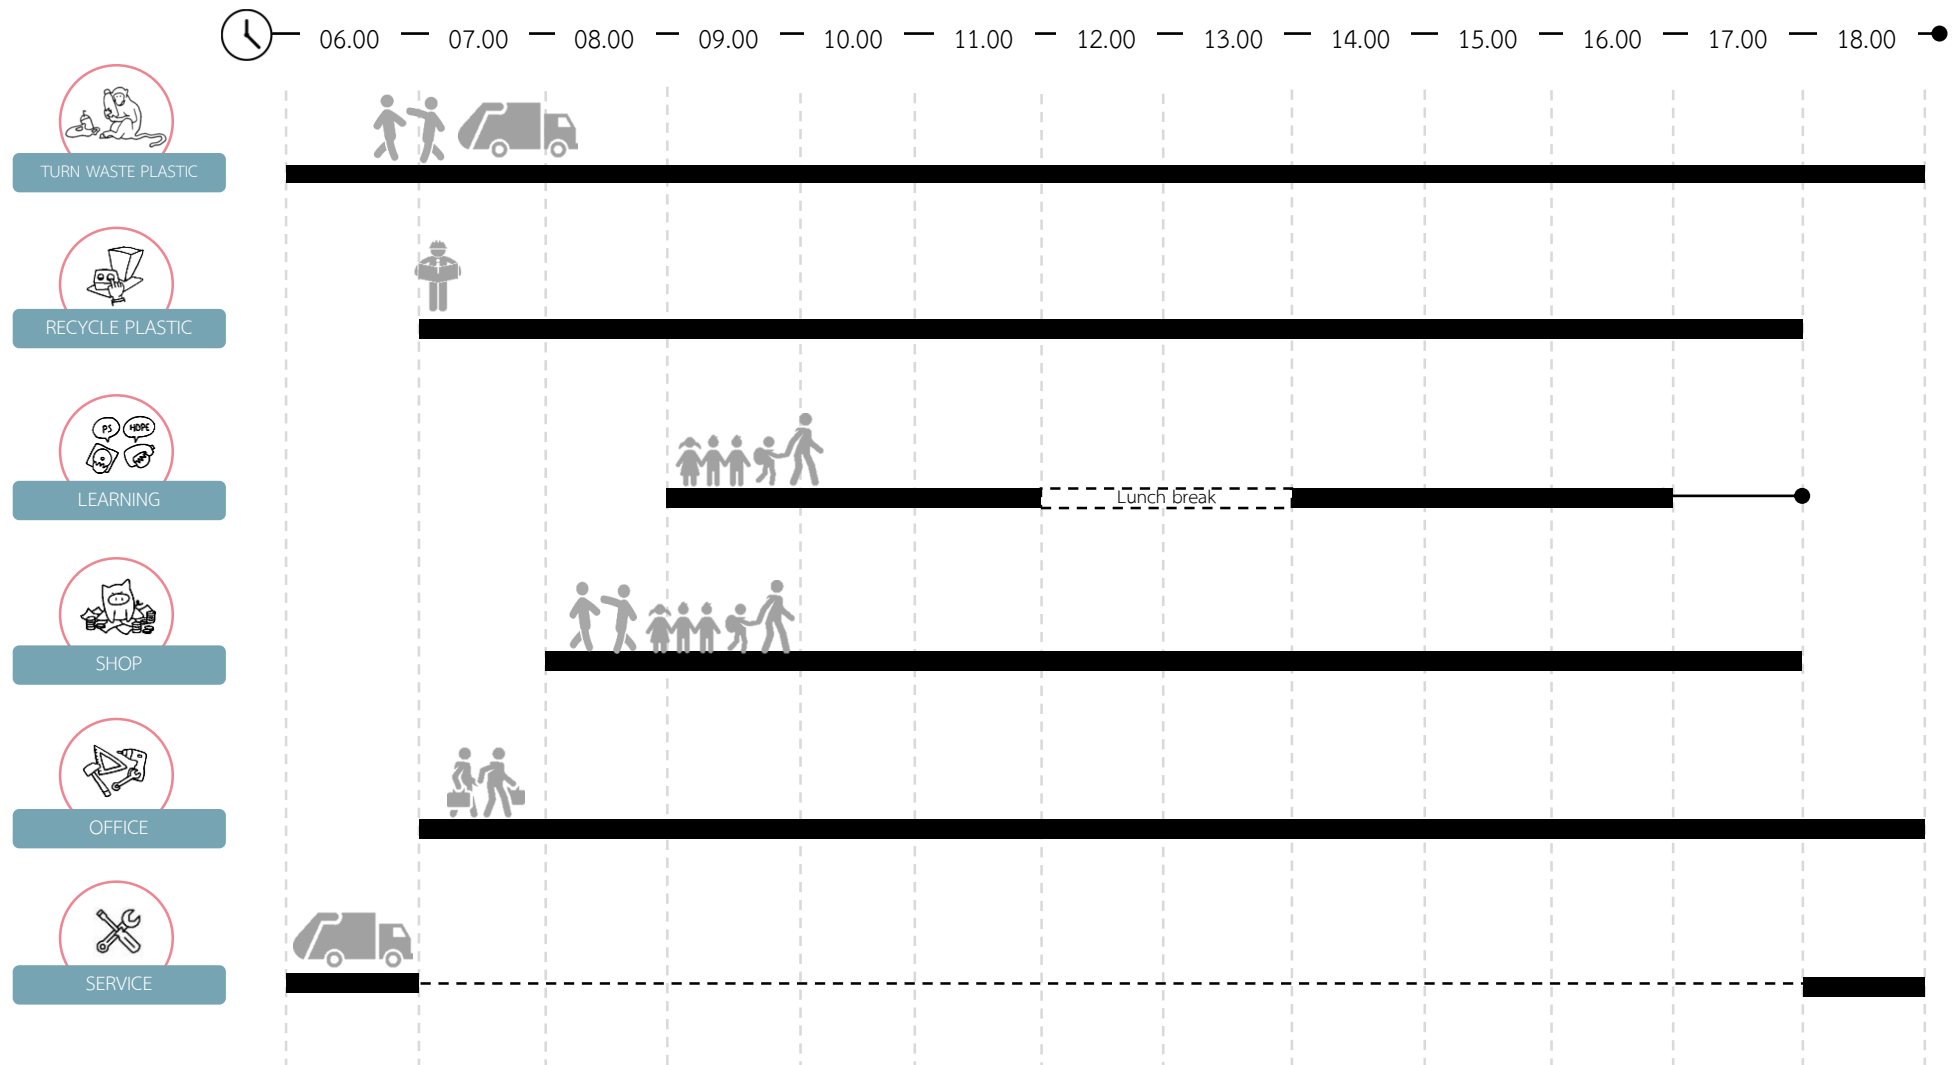 06.00 07.00 08.00 09.00 10.00 11.00 12.00 13.00 14.00 15.00 16.00 17.00 18.00
TURN WASTE PLASTIC
RECYCLE PLASTIC
PS HDPE
LEARNING
Lunch break
SHOP
OFFICE
SERVICE